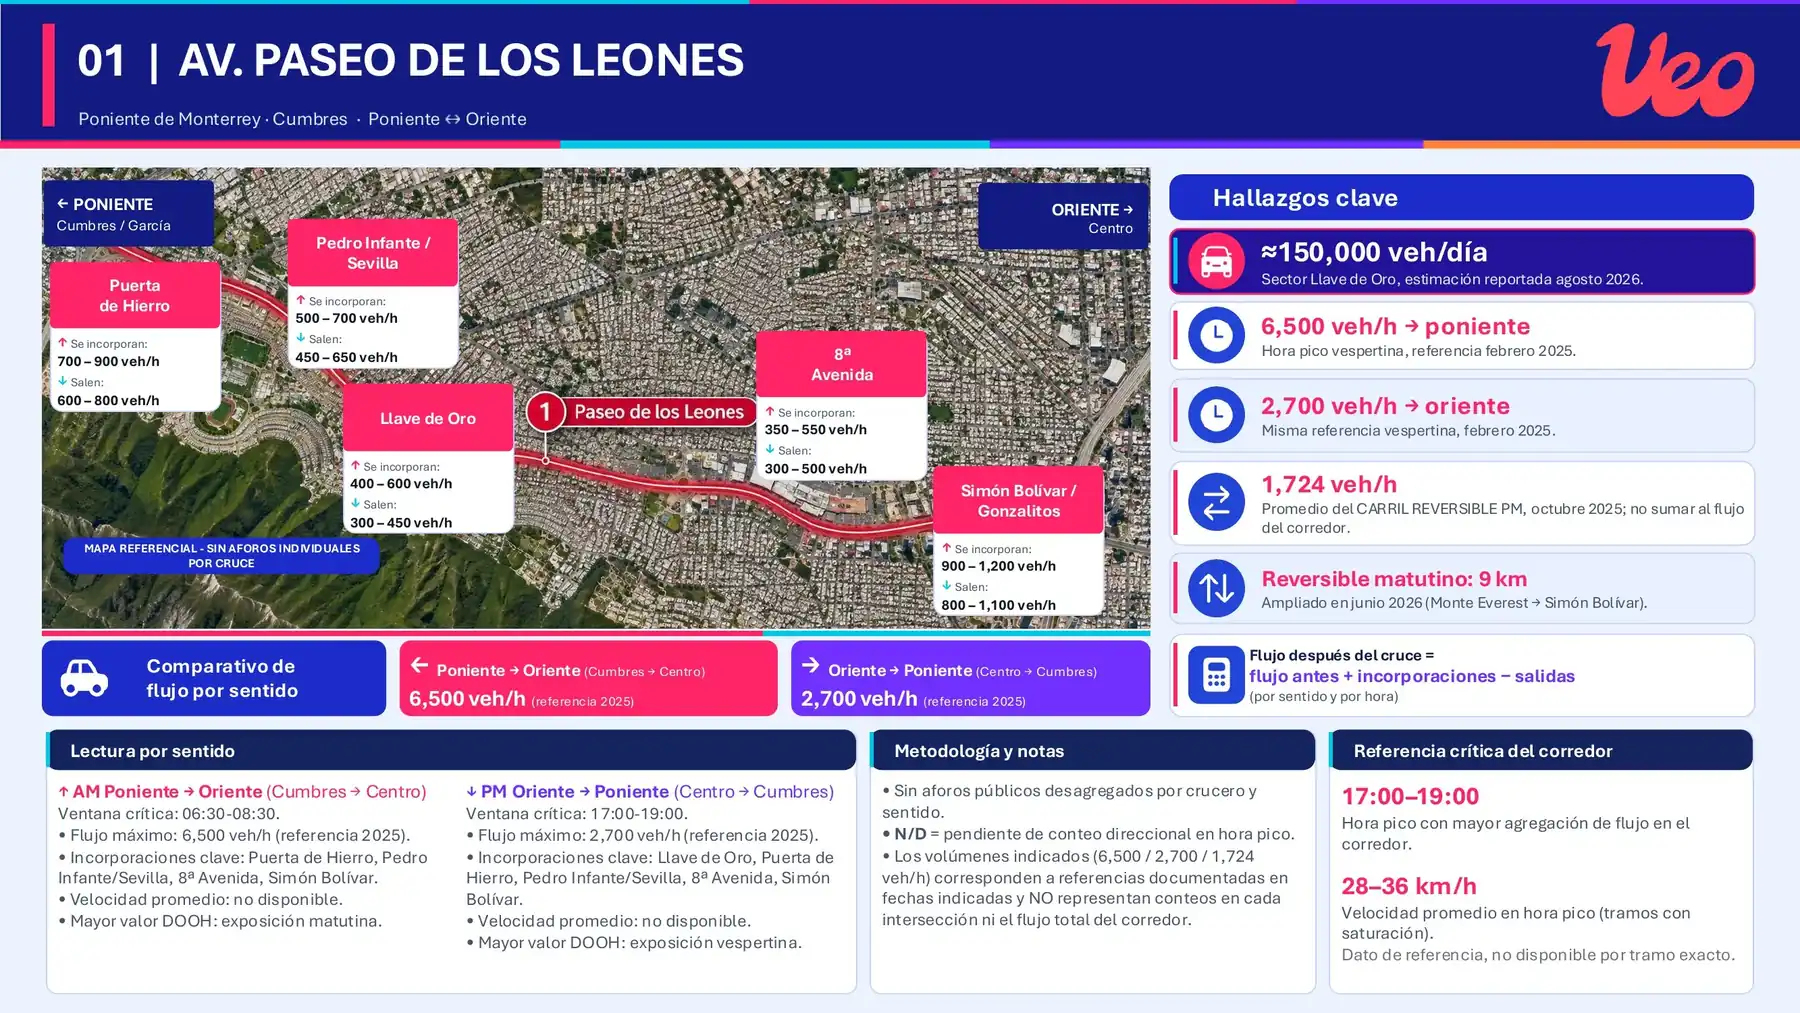 01 | AV. PASEO DE LOS LEONES
Poniente de Monterrey · Cumbres · Poniente ↔ Oriente
Veo
← PONIENTE
Cumbres / García
ORIENTE →
Centro
Puerta
de Hierro
↑ Se incorporan:
700 – 900 veh/h
↓ Salen:
600 – 800 veh/h
Pedro Infante /
Sevilla
↑ Se incorporan:
500 – 700 veh/h
↓ Salen:
450 – 650 veh/h
Llave de Oro
↑ Se incorporan:
400 – 600 veh/h
↓ Salen:
300 – 450 veh/h
1 Paseo de los Leones
8ª
Avenida
↑ Se incorporan:
350 – 550 veh/h
↓ Salen:
300 – 500 veh/h
Simón Bolívar /
Gonzalitos
↑ Se incorporan:
900 – 1,200 veh/h
↓ Salen:
800 – 1,100 veh/h
MAPA REFERENCIAL - SIN AFOROS INDIVIDUALES
POR CRUCE
Hallazgos clave
≈150,000 veh/día
Sector Llave de Oro, estimación reportada agosto 2026.
6,500 veh/h → poniente
Hora pico vespertina, referencia febrero 2025.
2,700 veh/h → oriente
Misma referencia vespertina, febrero 2025.
1,724 veh/h
Promedio del CARRIL REVERSIBLE PM, octubre 2025; no sumar al flujo
del corredor.
Reversible matutino: 9 km
Ampliado en junio 2026 (Monte Everest → Simón Bolívar).
Flujo después del cruce =
flujo antes + incorporaciones − salidas
(por sentido y por hora)
Comparativo de
flujo por sentido
← Poniente → Oriente (Cumbres → Centro)
6,500 veh/h (referencia 2025)
→ Oriente → Poniente (Centro → Cumbres)
2,700 veh/h (referencia 2025)
Lectura por sentido
↑ AM Poniente → Oriente (Cumbres → Centro)
Ventana crítica: 06:30-08:30.
• Flujo máximo: 6,500 veh/h (referencia 2025).
• Incorporaciones clave: Puerta de Hierro, Pedro
Infante/Sevilla, 8ª Avenida, Simón Bolívar.
• Velocidad promedio: no disponible.
• Mayor valor DOOH: exposición matutina.
↓ PM Oriente → Poniente (Centro → Cumbres)
Ventana crítica: 17:00-19:00.
• Flujo máximo: 2,700 veh/h (referencia 2025).
• Incorporaciones clave: Llave de Oro, Puerta de
Hierro, Pedro Infante/Sevilla, 8ª Avenida, Simón
Bolívar.
• Velocidad promedio: no disponible.
• Mayor valor DOOH: exposición vespertina.
Metodología y notas
• Sin aforos públicos desagregados por crucero y
sentido.
• N/D = pendiente de conteo direccional en hora pico.
• Los volúmenes indicados (6,500 / 2,700 / 1,724
veh/h) corresponden a referencias documentadas en
fechas indicadas y NO representan conteos en cada
intersección ni el flujo total del corredor.
Referencia crítica del corredor
17:00–19:00
Hora pico con mayor agregación de flujo en el
corredor.
28–36 km/h
Velocidad promedio en hora pico (tramos con
saturación).
Dato de referencia, no disponible por tramo exacto.